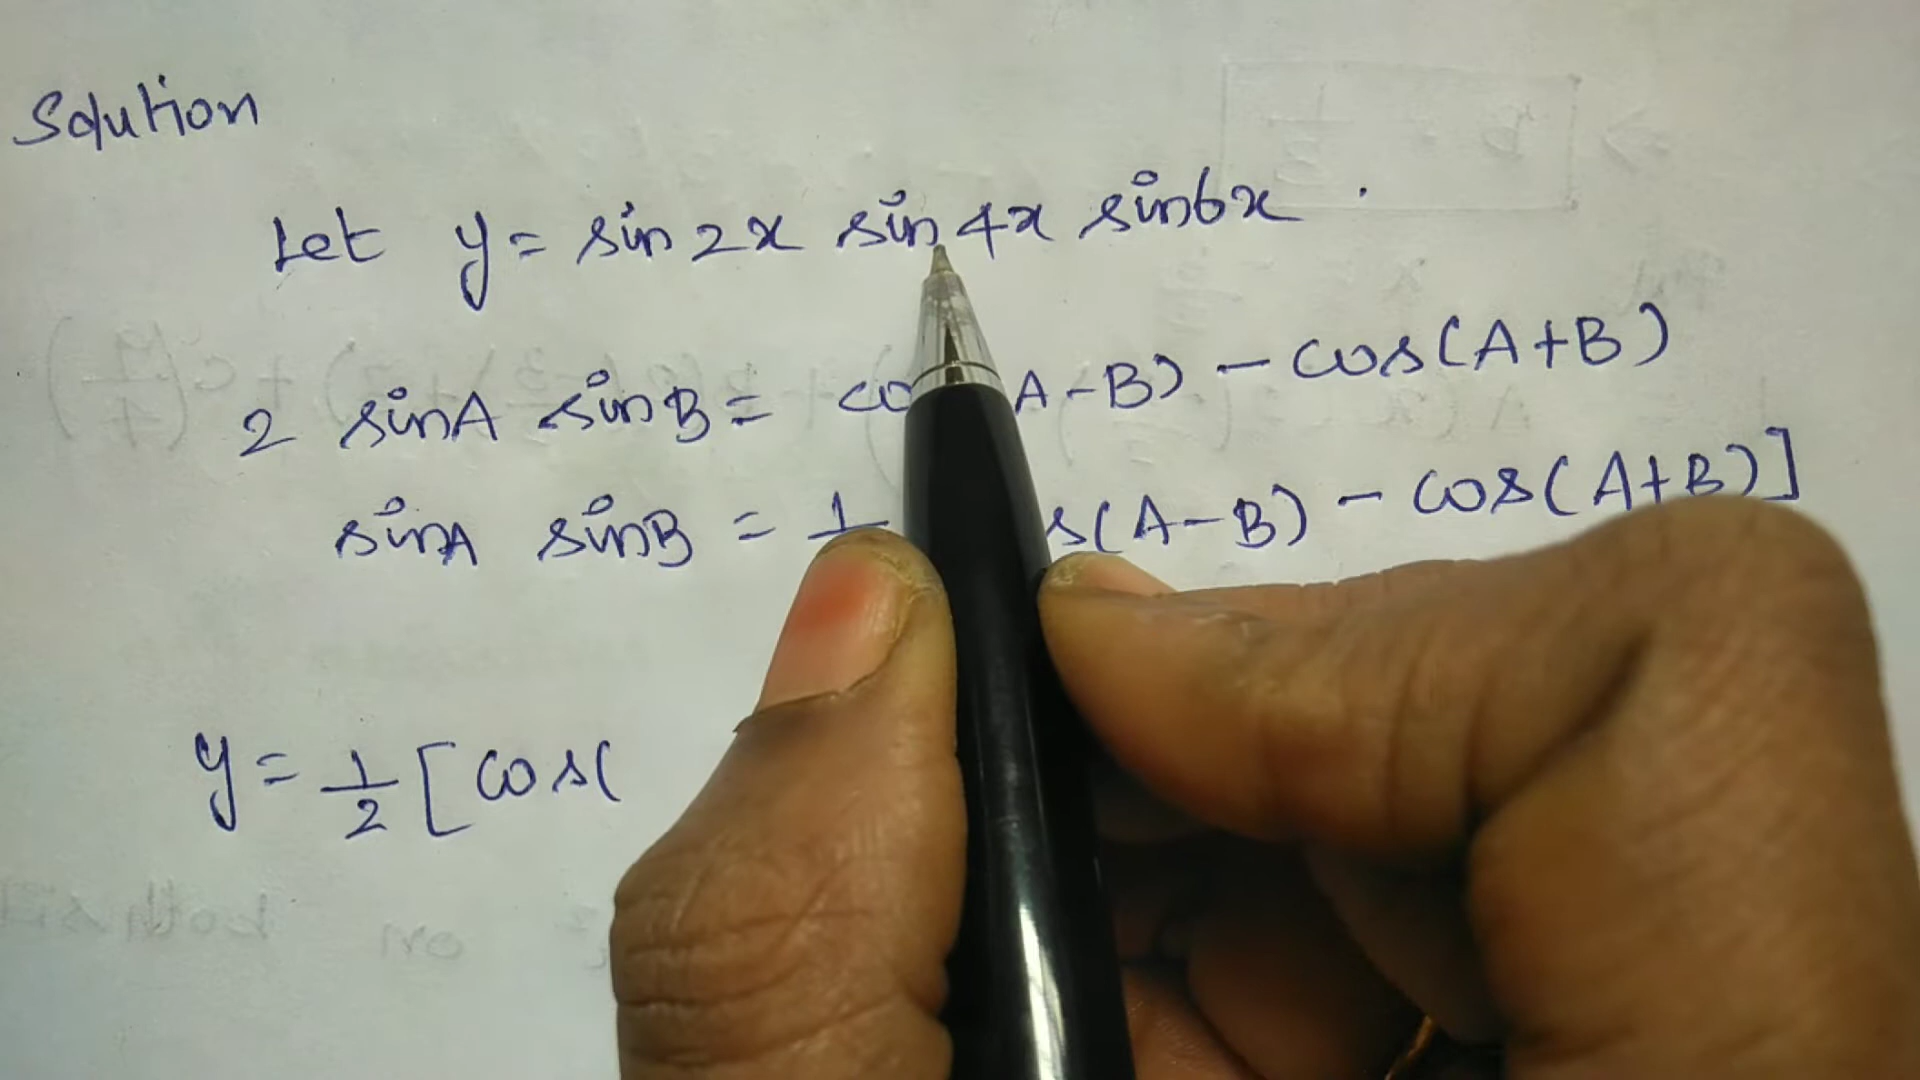 Solution
Let y = sin 2x sin 4x sin 6x .
2 sinA sinB = co A-B) - cos(A+B)
sinA sinB = 1 s(A-B) - cos(A+B)]
y = 1/2 [ cos(